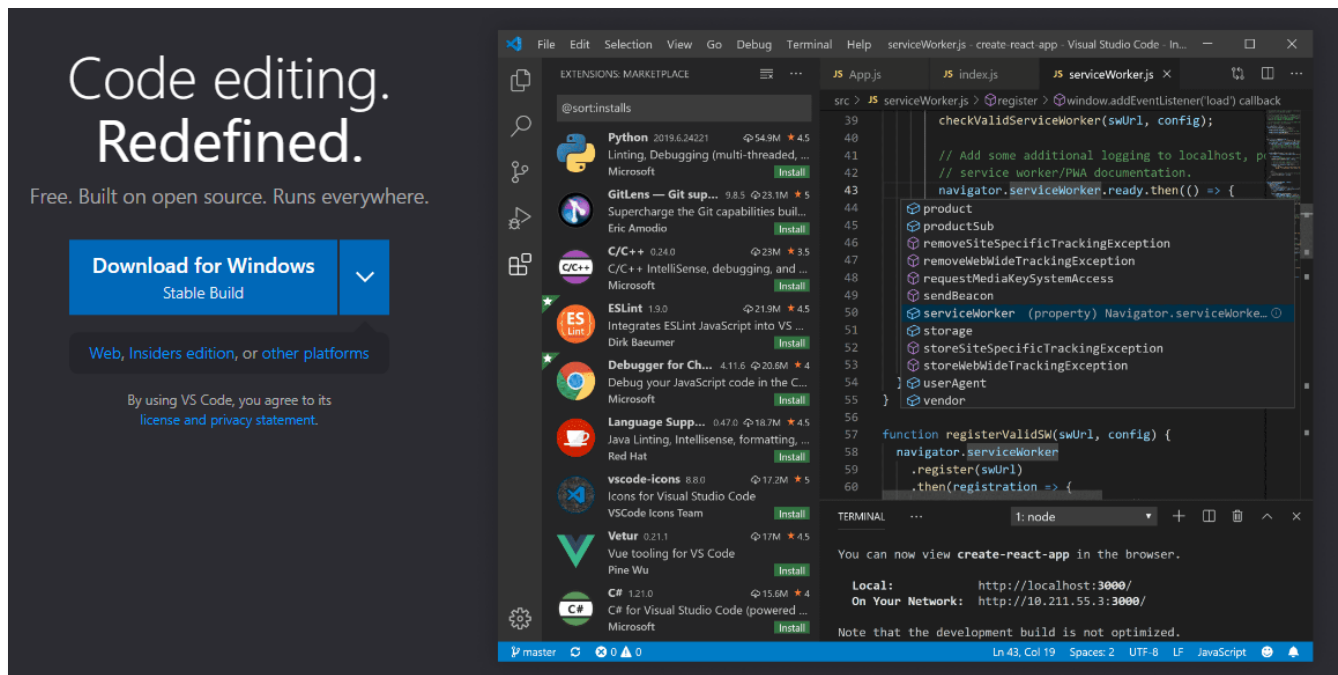 Code editing.
Redefined.
Free. Built on open source. Runs everywhere.
Download for Windows
Stable Build
Web, Insiders edition, or other platforms
By using VS Code, you agree to its
license and privacy statement.
File Edit Selection View Go Debug Terminal Help serviceWorker.js - create-react-app - Visual Studio Code - In...
EXTENSIONS: MARKETPLACE
@sort:installs
Python 2019.6.24221 54.9M ★ 4.5
Linting, Debugging (multi-threaded, ...
Microsoft Install
GitLens — Git sup... 9.8.5 23.1M ★ 5
Supercharge the Git capabilities buil...
Eric Amodio Install
C/C++
C/C++ 0.24.0 23M ★ 3.5
C/C++ IntelliSense, debugging, and ...
Microsoft Install
ES
Lint
ESLint 1.9.0 21.9M ★ 4.5
Integrates ESLint JavaScript into VS ...
Dirk Baeumer Install
Debugger for Ch... 4.11.6 20.6M ★ 4
Debug your JavaScript code in the C...
Microsoft Install
Language Supp... 0.47.0 18.7M ★ 4.5
Java Linting, Intellisense, formatting, ...
Red Hat Install
vscode-icons 8.8.0 17.2M ★ 5
Icons for Visual Studio Code
VSCode Icons Team Install
Vetur 0.21.1 17M ★ 4.5
Vue tooling for VS Code
Pine Wu Install
C#
C# 1.21.0 15.6M ★ 4
C# for Visual Studio Code (powered ...
Microsoft Install
JS App.js JS index.js JS serviceWorker.js ×
src > JS serviceWorker.js > register > window.addEventListener('load') callback
39 checkValidServiceWorker(swUrl, config);
40
41 // Add some additional logging to localhost, p
42 // service worker/PWA documentation.
43 navigator.serviceWorker.ready.then(() => {
44 product
45 productSub
46 removeSiteSpecificTrackingException
47 removeWebWideTrackingException
48 requestMediaKeySystemAccess
49 sendBeacon
50 serviceWorker (property) Navigator.serviceWorke...
51 storage
52 storeSiteSpecificTrackingException
53 storeWebWideTrackingException
54 } userAgent
55 } vendor
56
57 function registerValidSW(swUrl, config) {
58 navigator.serviceWorker
59 .register(swUrl)
60 .then(registration => {
TERMINAL ... 1: node
You can now view create-react-app in the browser.
Local: http://localhost:3000/
On Your Network: http://10.211.55.3:3000/
Note that the development build is not optimized.
master 0 0 Ln 43, Col 19 Spaces: 2 UTF-8 LF JavaScript